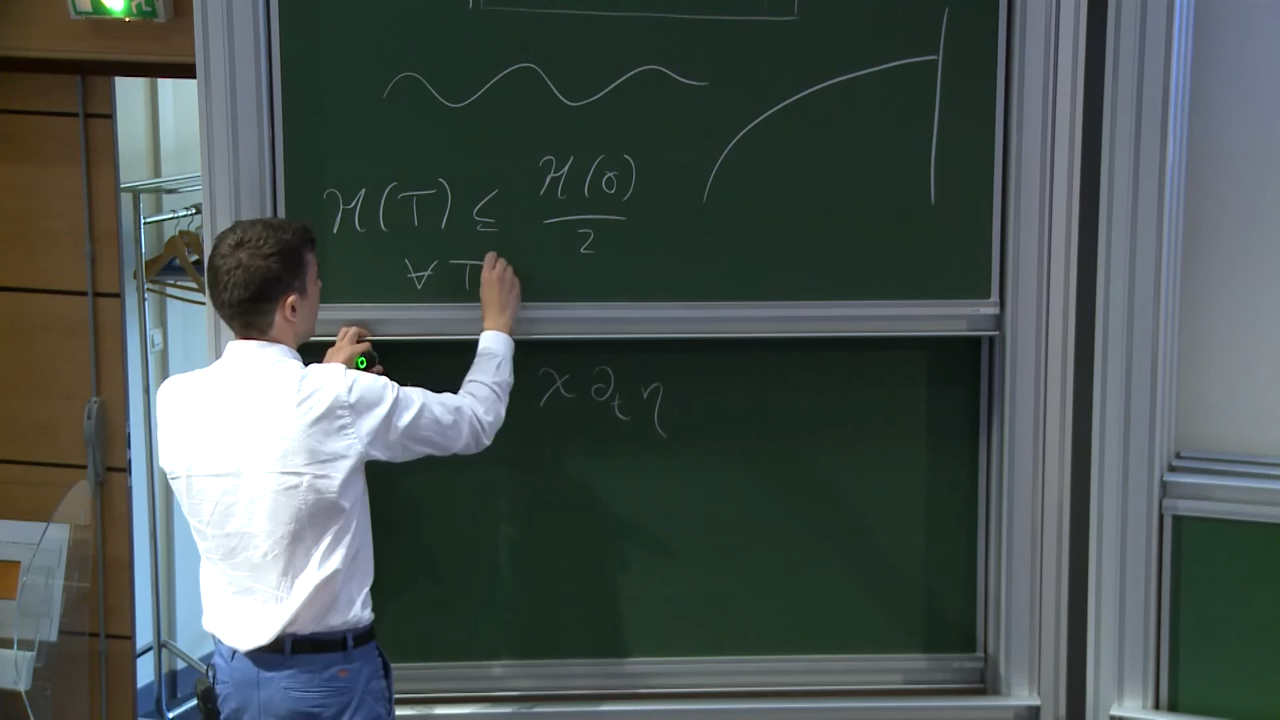 ℋ(T) ≤ ℋ(0)/2
∀ T
x ∂ₜ η